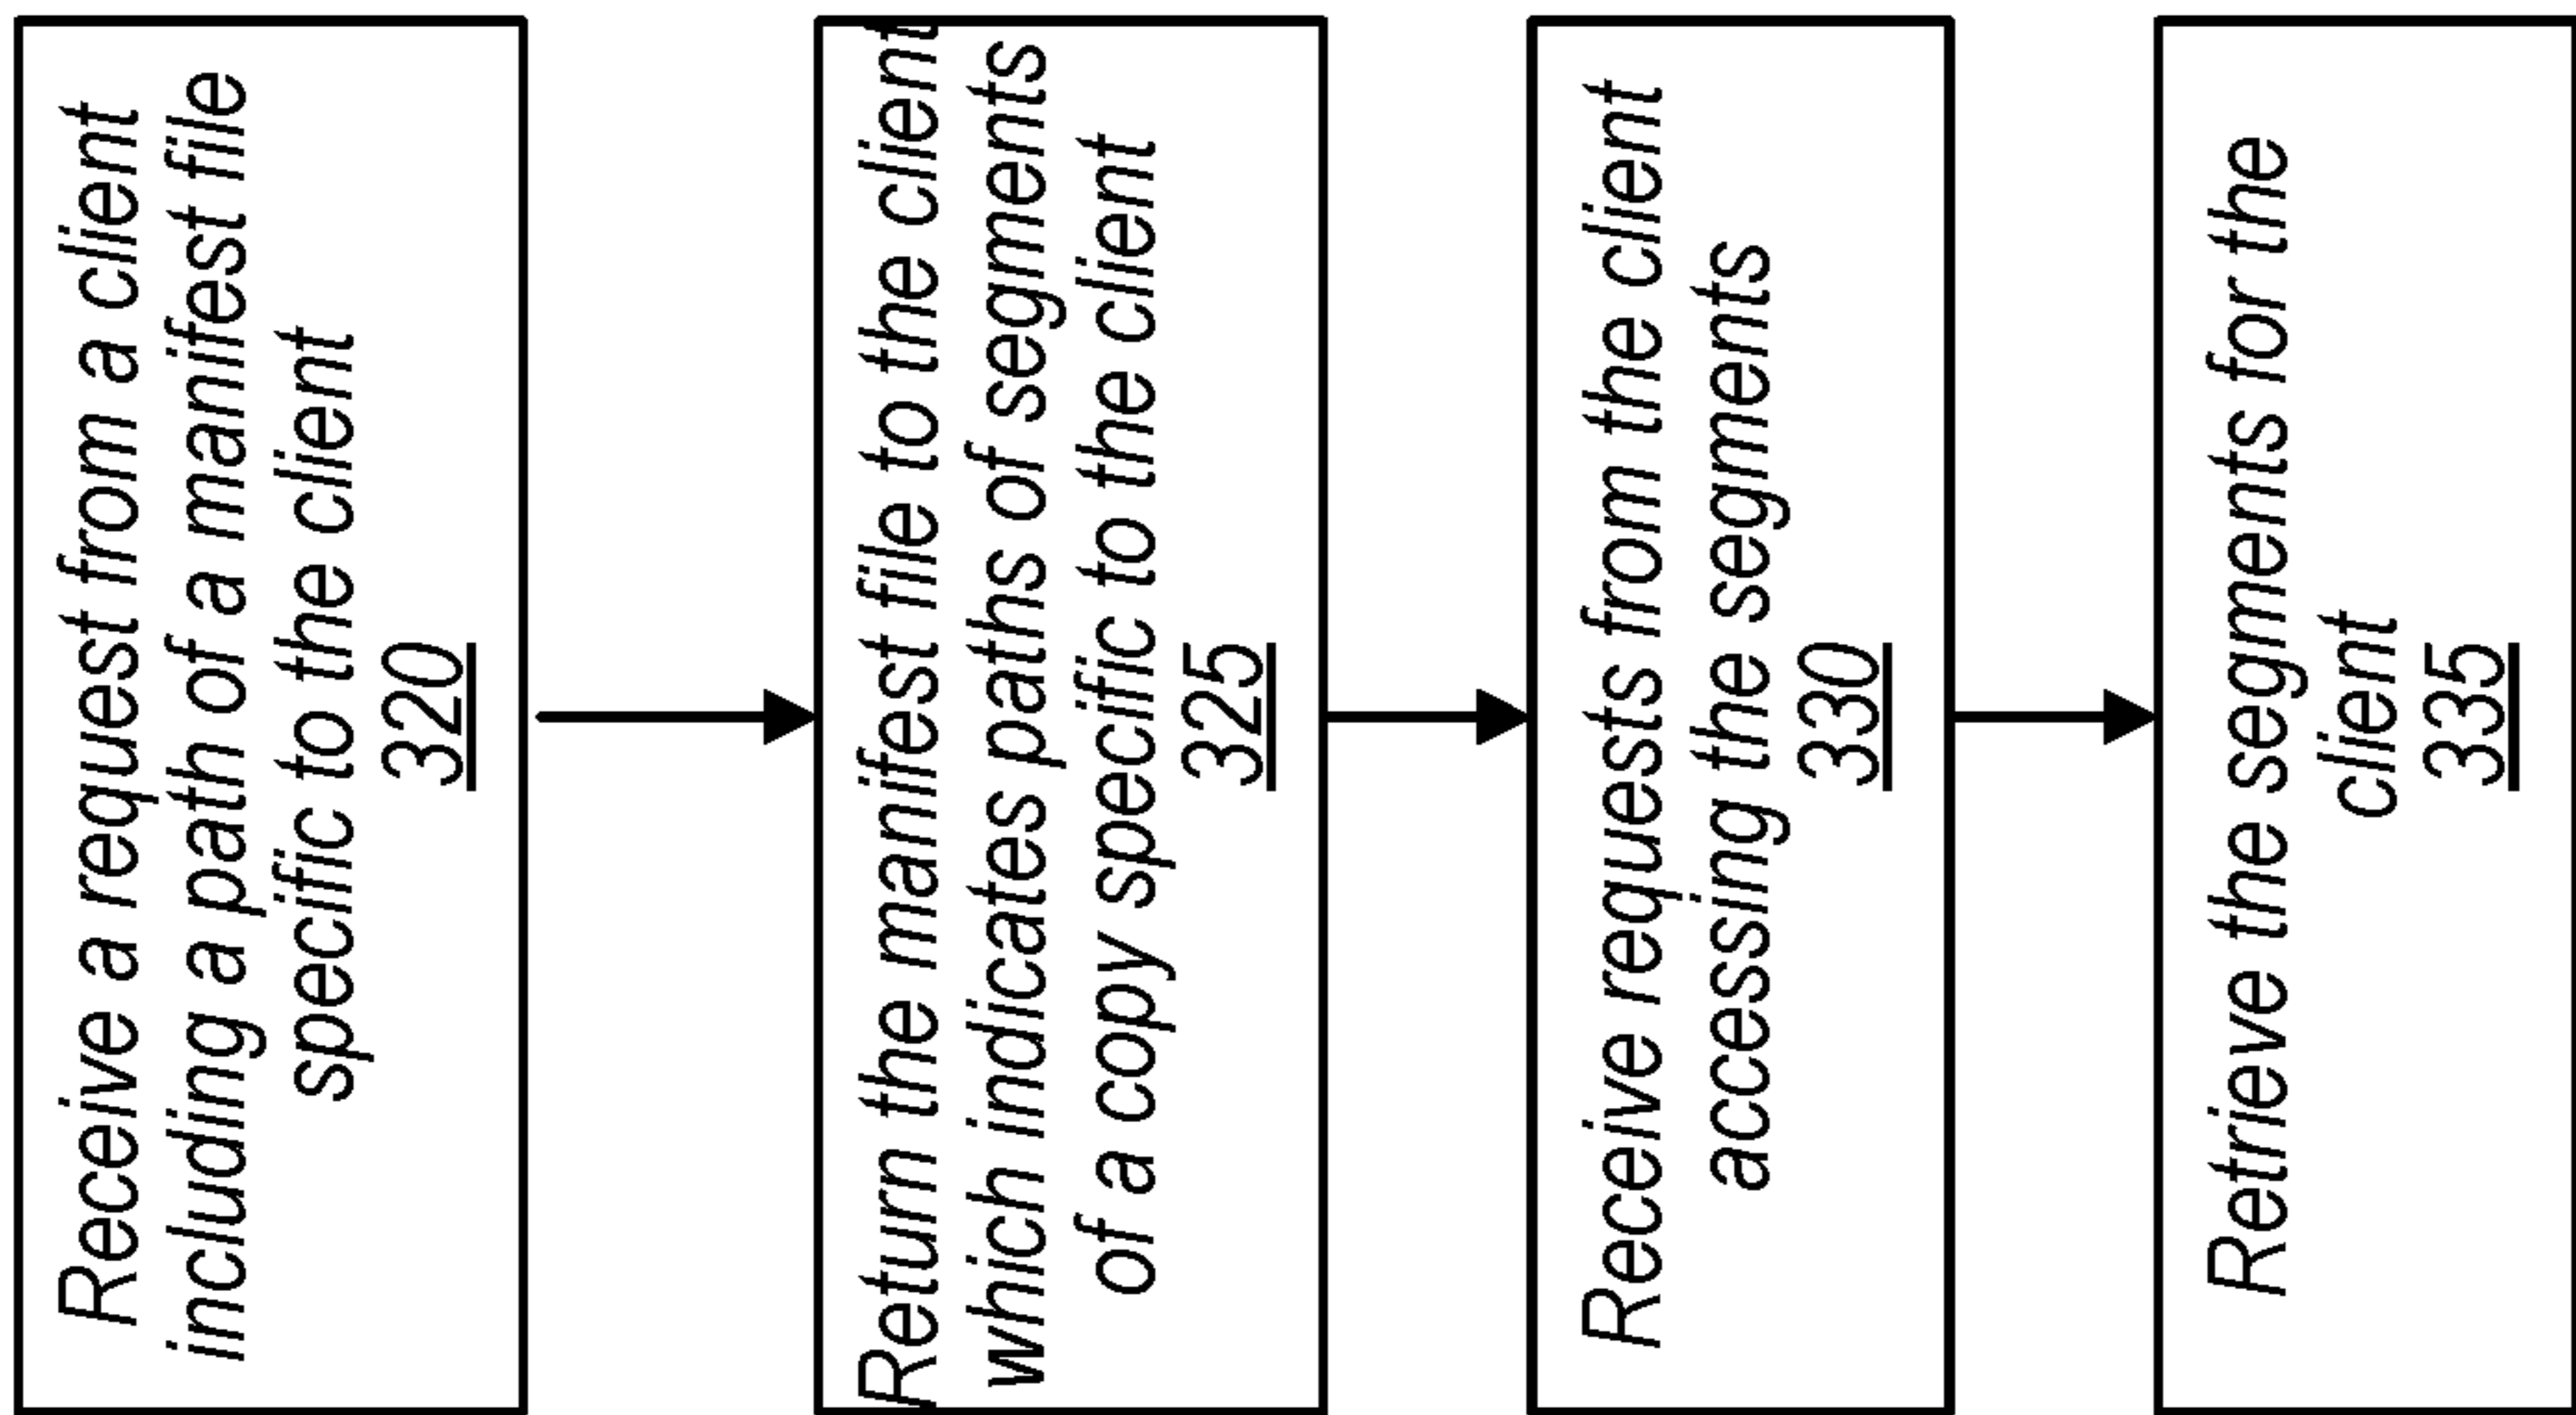 Receive a request from a client
including a path of a manifest file
specific to the client
320
Return the manifest file to the client
which indicates paths of segments
of a copy specific to the client
325
Receive requests from the client
accessing the segments
330
Retrieve the segments for the
client
335